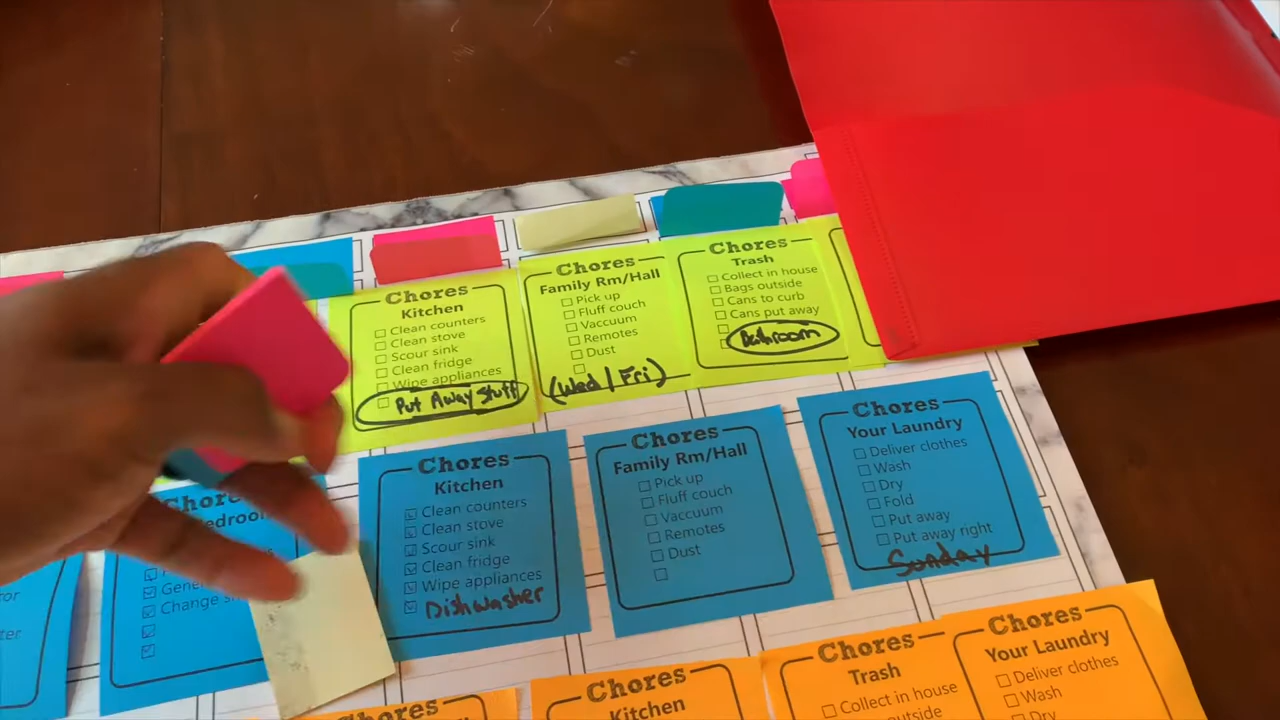 Chores
Kitchen
Clean counters
Clean stove
Scour sink
Clean fridge
Wipe appliances
Put Away Stuff
Chores
Family Rm/Hall
Pick up
Fluff couch
Vacuum
Remotes
Dust
(Wed/Fri)
Chores
Trash
Collect in house
Bags outside
Cans to curb
Cans put away
Bathroom
Chores
Kitchen
Clean counters
Clean stove
Scour sink
Clean fridge
Wipe appliances
Dishwasher
Chores
Family Rm/Hall
Pick up
Fluff couch
Vacuum
Remotes
Dust
Chores
Your Laundry
Deliver clothes
Wash
Dry
Fold
Put away
Put away right
Sunday
Chores
Kitchen
Chores
Trash
Collect in house
outside
Chores
Your Laundry
Deliver clothes
Wash
Dry